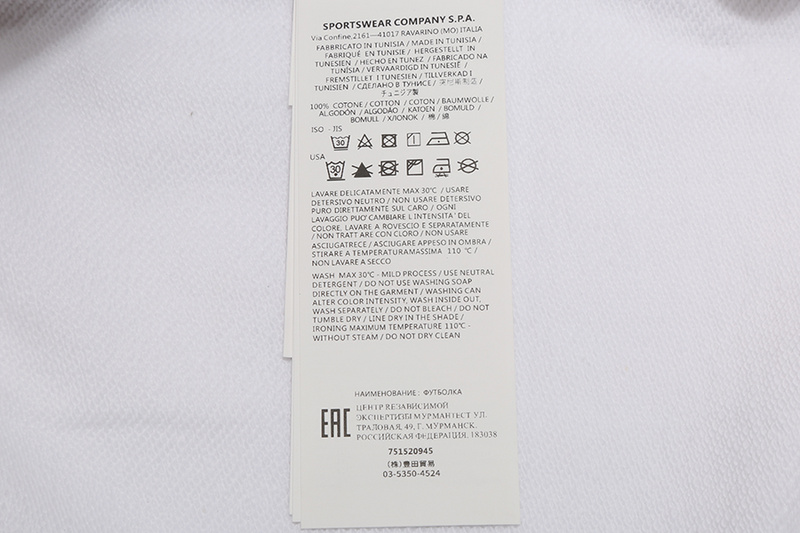 SPORTSWEAR COMPANY S.P.A.
Via Confine,2161—41017 RAVARINO (MO) ITALIA
FABBRICATO IN TUNISIA / MADE IN TUNISIA /
FABRIQUÉ EN TUNISIE / HERGESTELLT IN
TUNESIEN / HECHO EN TUNEZ / FABRICADO NA
TUNÍSIA / VERVAARDIGD IN TUNESIË /
FREMSTILLET I TUNESIEN / TILLVERKAD I
TUNISIEN / СДЕЛАНО В ТУНИСЕ /
チュニジア製
100% COTONE / COTTON / COTON / BAUMWOLLE /
ALGODÓN / ALGODÃO / KATOEN / BOMULD /
BOMULL / ХЛОПОК / 棉 / 綿
ISO - JIS
30
USA
30
LAVARE DELICATAMENTE MAX 30℃ / USARE
DETERSIVO NEUTRO / NON USARE DETERSIVO
PURO DIRETTAMENTE SUL CARO / OGNI
LAVAGGIO PUO' CAMBIARE L'INTENSITA' DEL
COLORE, LAVARE A ROVESCIO E SEPARATAMENTE
/ NON TRATTARE CON CLORO / NON USARE
ASCIUGATRECE / ASCIUGARE APPESO IN OMBRA /
STIRARE A TEMPERATURAMASSIMA 110 ℃ /
NON LAVARE A SECCO
WASH MAX 30℃ - MILD PROCESS / USE NEUTRAL
DETERGENT / DO NOT USE WASHING SOAP
DIRECTLY ON THE GARMENT / WASHING CAN
ALTER COLOR INTENSITY, WASH INSIDE OUT,
WASH SEPARATELY / DO NOT BLEACH / DO NOT
TUMBLE DRY / LINE DRY IN THE SHADE /
IRONING MAXIMUM TEMPERATURE 110℃ -
WITHOUT STEAM / DO NOT DRY CLEAN
НАИМЕНОВАНИЕ : ФУТБОЛКА
EAC
ЦЕНТР НЕЗАВИСИМОЙ
ЭКСПЕРТИЗЫ МУРМАНТЕСТ УЛ.
ТРАЛОВАЯ, 49, Г. МУРМАНСК,
РОССИЙСКАЯ ФЕДЕРАЦИЯ, 183038
751520945
(株)豊田貿易
03-5350-4524